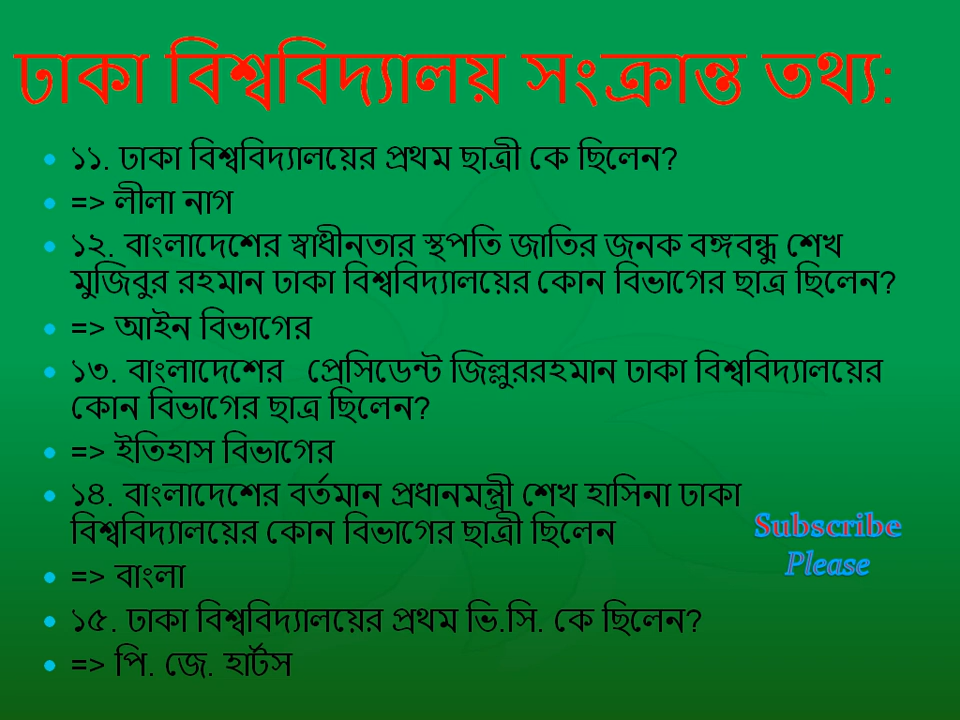 ঢাকা বিশ্ববিদ্যালয় সংক্রান্ত তথ্য:
১১. ঢাকা বিশ্ববিদ্যালয়ের প্রথম ছাত্রী কে ছিলেন?
=> লীলা নাগ
১২. বাংলাদেশের স্বাধীনতার স্থপতি জাতির জনক বঙ্গবন্ধু শেখ
মুজিবুর রহমান ঢাকা বিশ্ববিদ্যালয়ের কোন বিভাগের ছাত্র ছিলেন?
=> আইন বিভাগের
১৩. বাংলাদেশের প্রেসিডেন্ট জিল্লুররহমান ঢাকা বিশ্ববিদ্যালয়ের
কোন বিভাগের ছাত্র ছিলেন?
=> ইতিহাস বিভাগের
১৪. বাংলাদেশের বর্তমান প্রধানমন্ত্রী শেখ হাসিনা ঢাকা
বিশ্ববিদ্যালয়ের কোন বিভাগের ছাত্রী ছিলেন
=> বাংলা
১৫. ঢাকা বিশ্ববিদ্যালয়ের প্রথম ভি.সি. কে ছিলেন?
=> পি. জে. হার্টস
Subscribe
Please